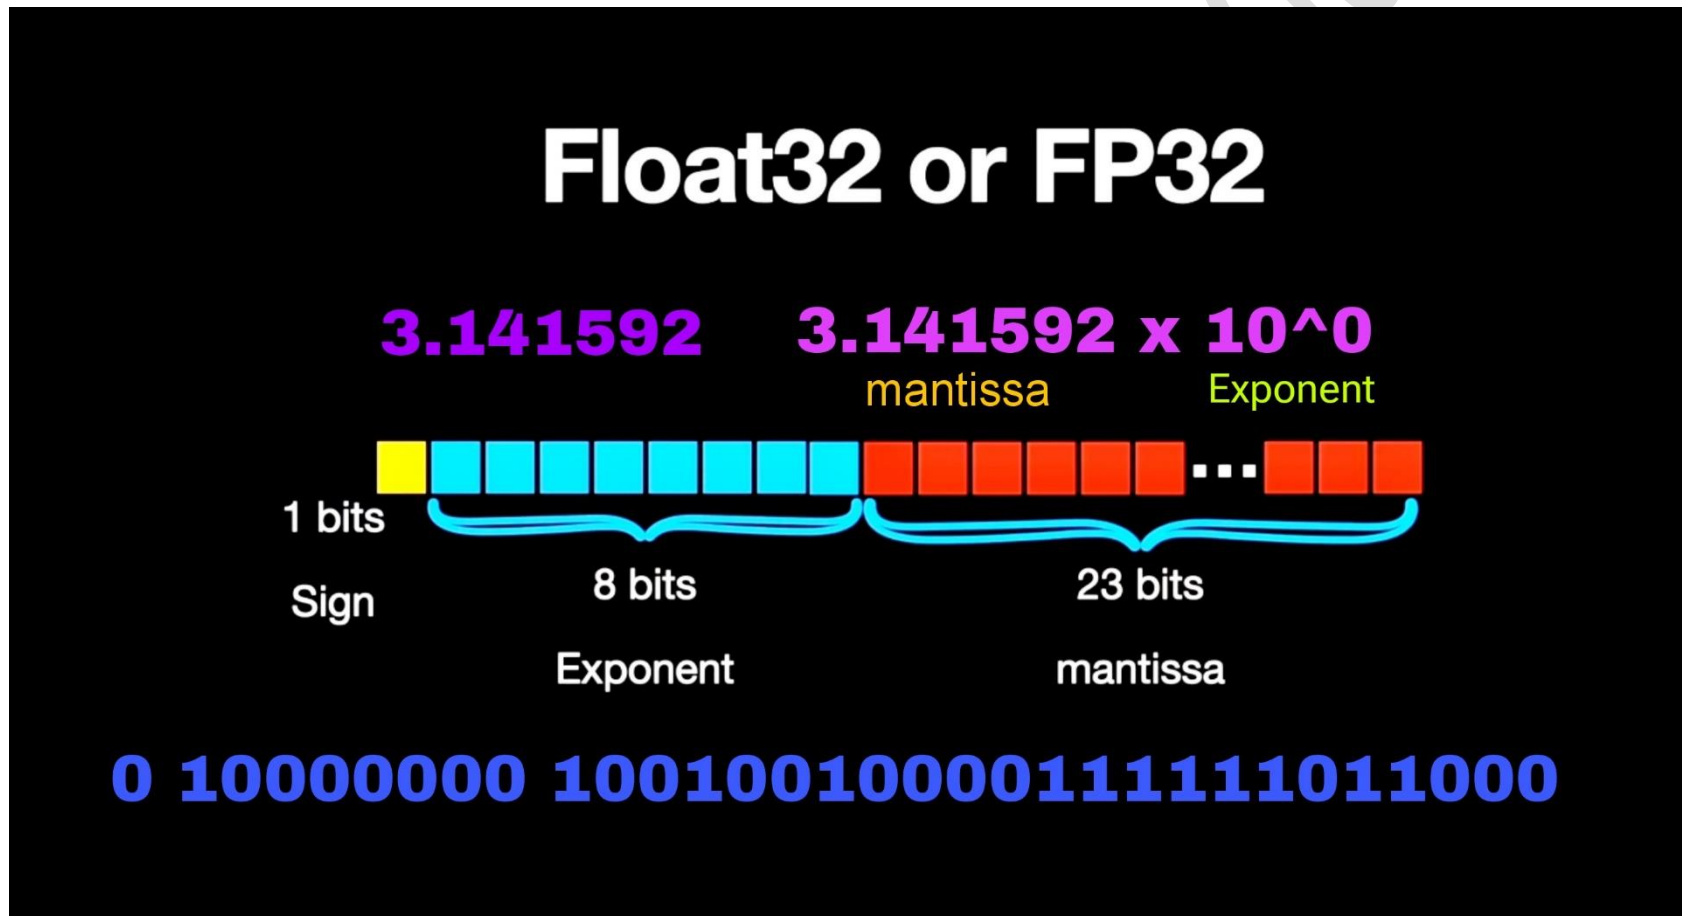 Float32 or FP32
3.141592 3.141592 x 10^0
mantissa Exponent
1 bits
Sign
8 bits
Exponent
23 bits
mantissa
0 10000000 10010010000111111011000